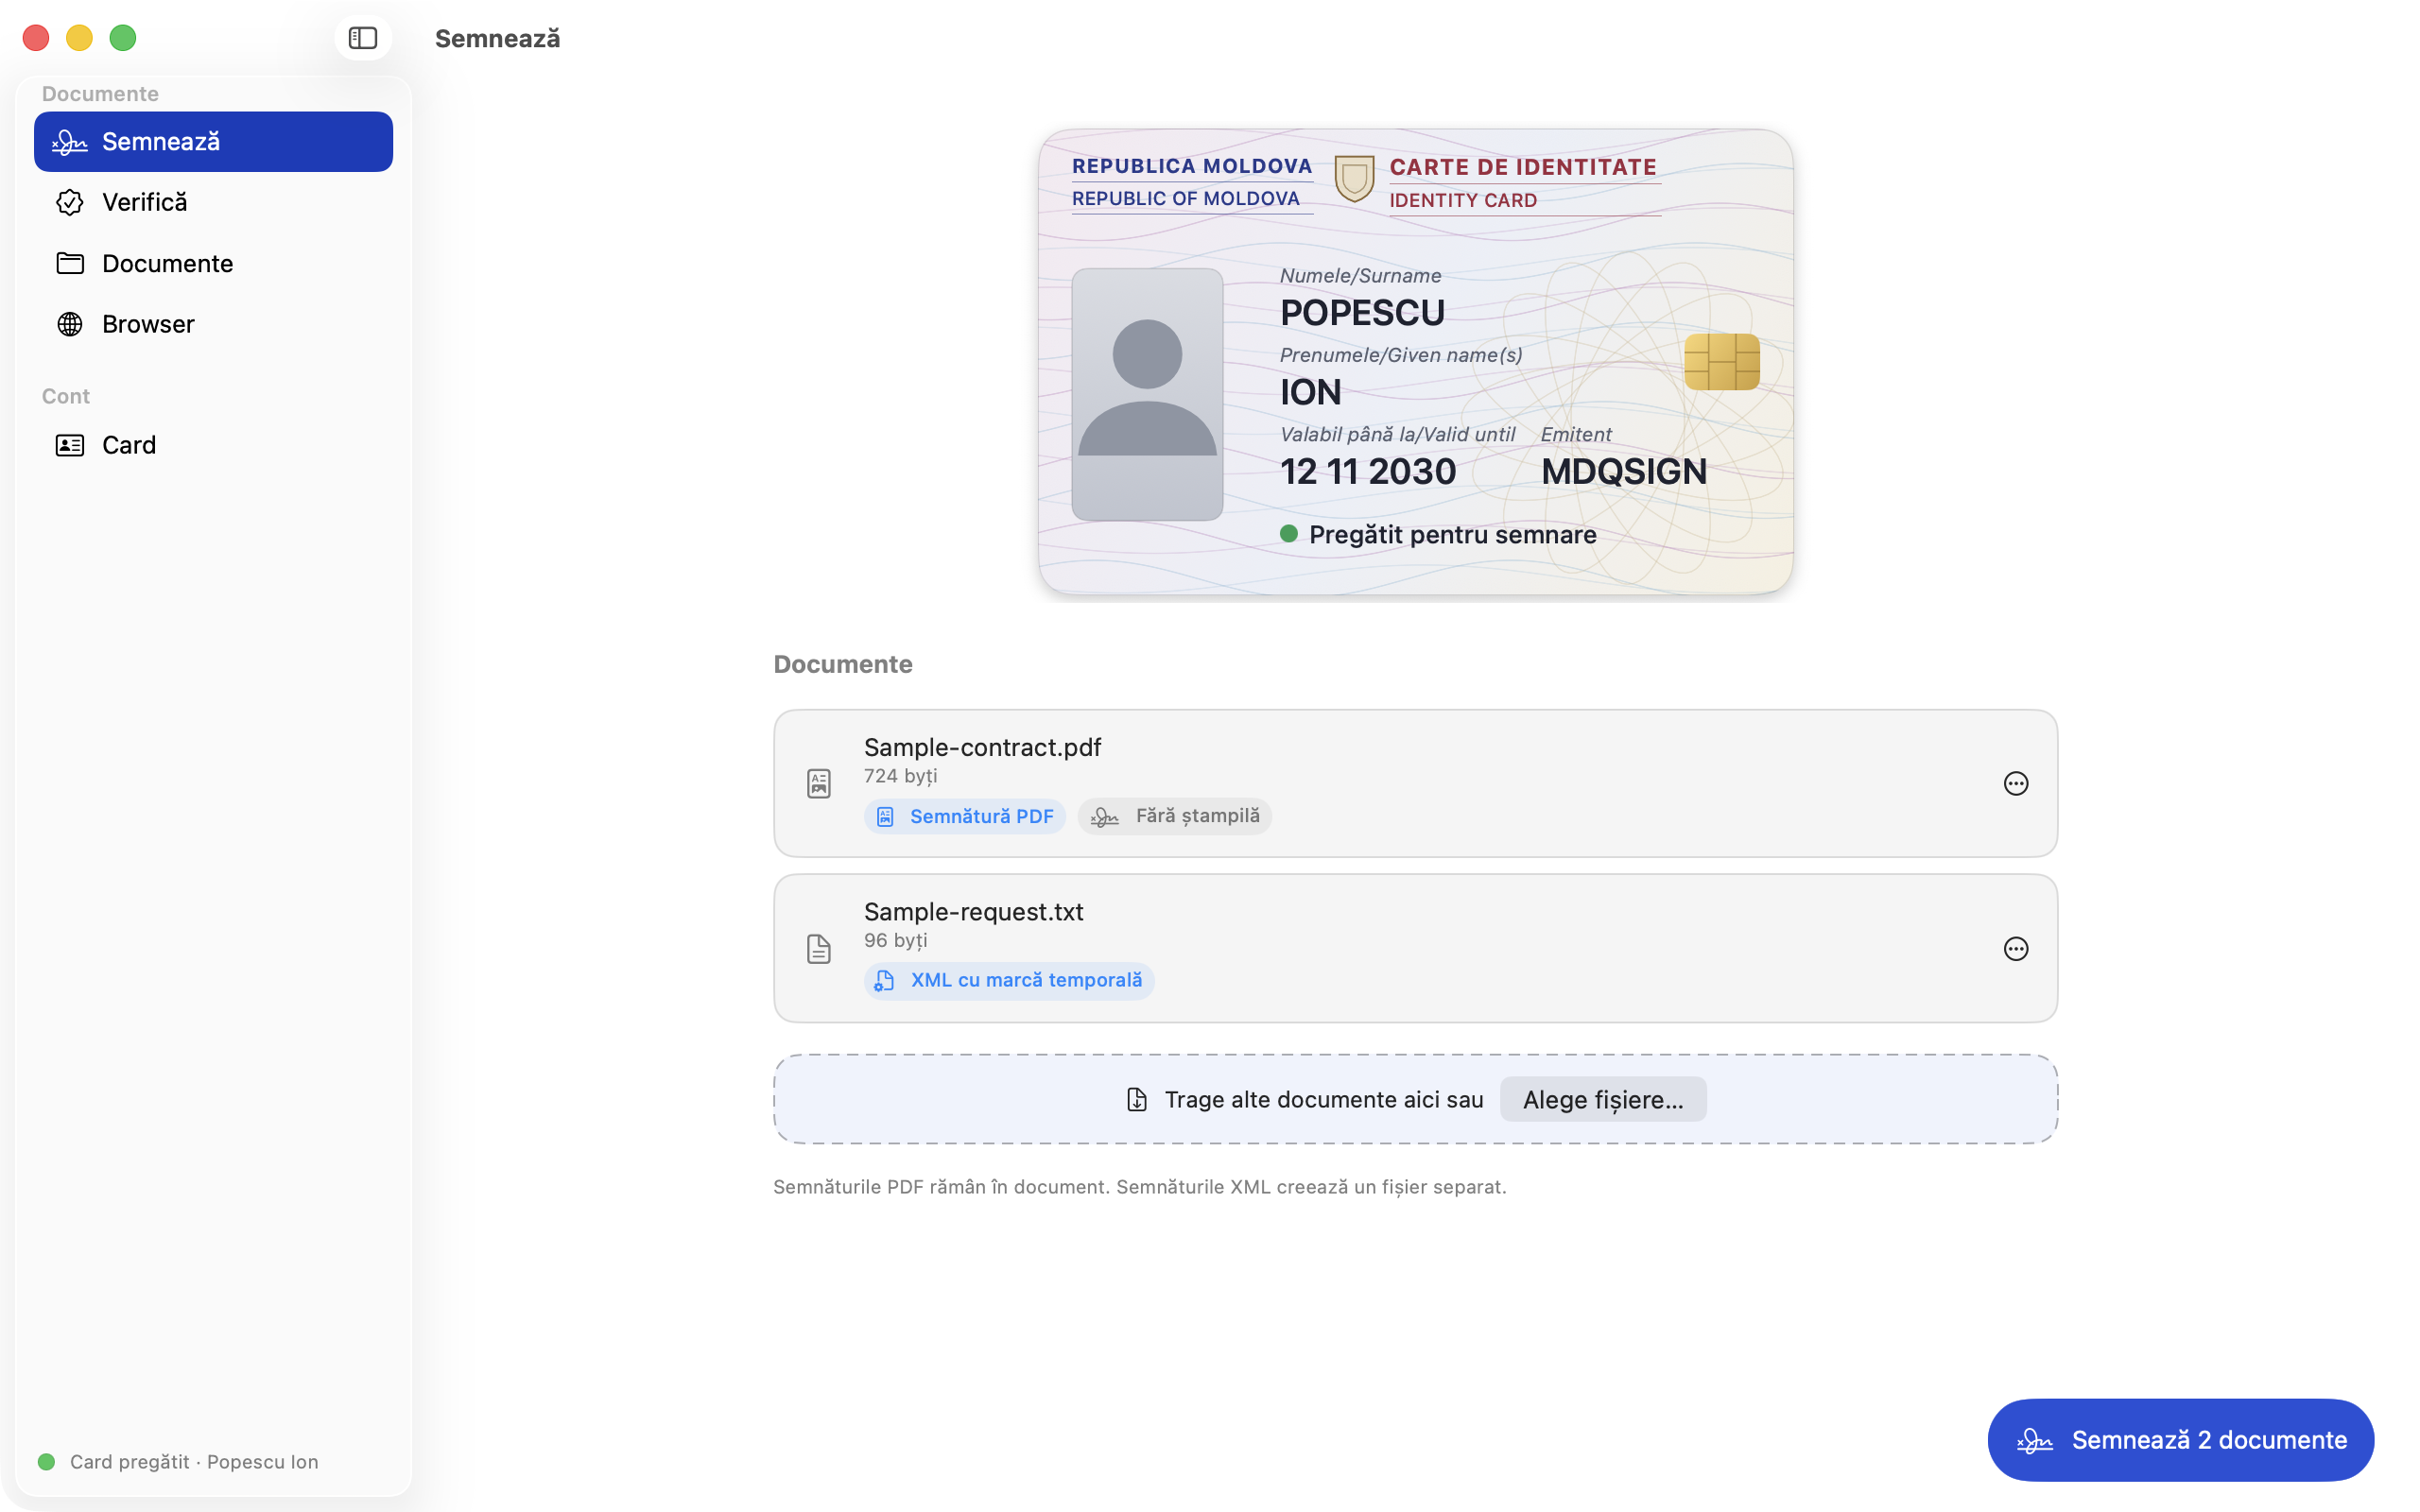 Semnează
Documente
Semnează
Verifică
Documente
Browser
Cont
Card
Card pregătit · Popescu Ion
REPUBLICA MOLDOVA
REPUBLIC OF MOLDOVA
CARTE DE IDENTITATE
IDENTITY CARD
Numele/Surname
POPESCU
Prenumele/Given name(s)
ION
Valabil până la/Valid until Emitent
12 11 2030 MDQSIGN
Pregătit pentru semnare
Documente
Sample-contract.pdf
724 byți
Semnătură PDF Fără ștampilă
Sample-request.txt
96 byți
XML cu marcă temporală
Trage alte documente aici sau Alege fișiere...
Semnăturile PDF rămân în document. Semnăturile XML creează un fișier separat.
Semnează 2 documente